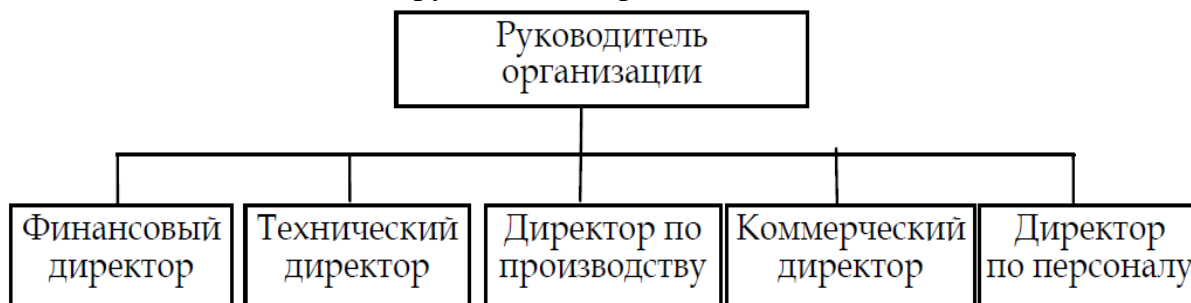 Руководитель
организации
Финансовый
директор
Технический
директор
Директор по
производству
Коммерческий
директор
Директор
по персоналу